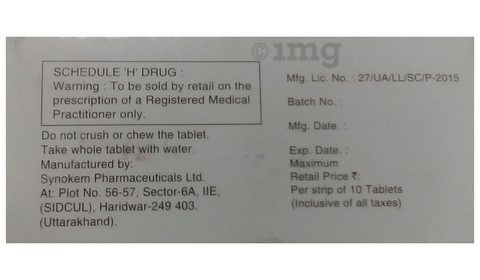 ©1mg
SCHEDULE 'H' DRUG :
Warning : To be sold by retail on the
prescription of a Registered Medical
Practitioner only.
Do not crush or chew the tablet.
Take whole tablet with water.
Manufactured by:
Synokem Pharmaceuticals Ltd.
At: Plot No. 56-57, Sector-6A, IIE,
(SIDCUL), Haridwar-249 403.
(Uttarakhand).
Mfg. Lic. No. : 27/UA/LL/SC/P-2015
Batch No. :
Mfg. Date. :
Exp. Date. :
Maximum
Retail Price ₹:
Per strip of 10 Tablets
(Inclusive of all taxes)